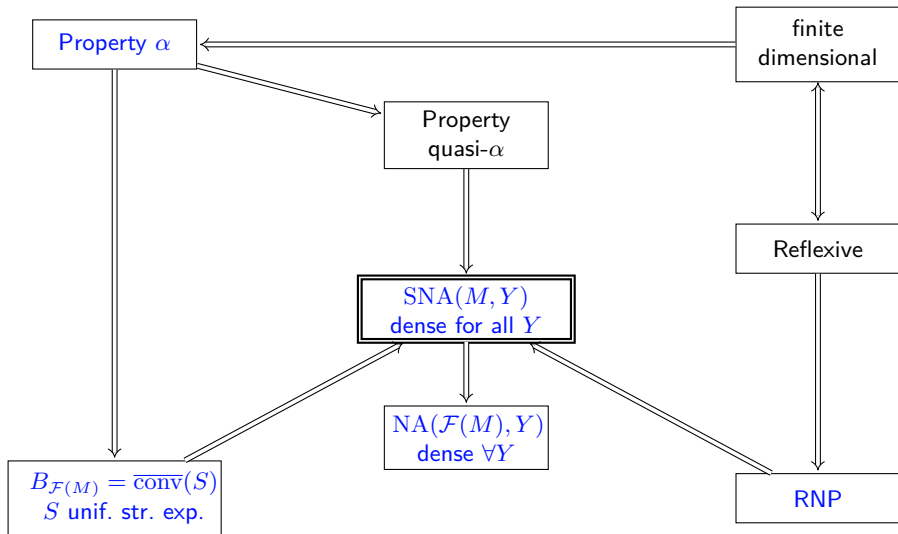 Property α
finite
dimensional
Property
quasi-α
Reflexive
SNA(M, Y)
dense for all Y
NA(ℱ(M), Y)
dense ∀Y
B_{ℱ(M)} = \overline{conv}(S)
S unif. str. exp.
RNP